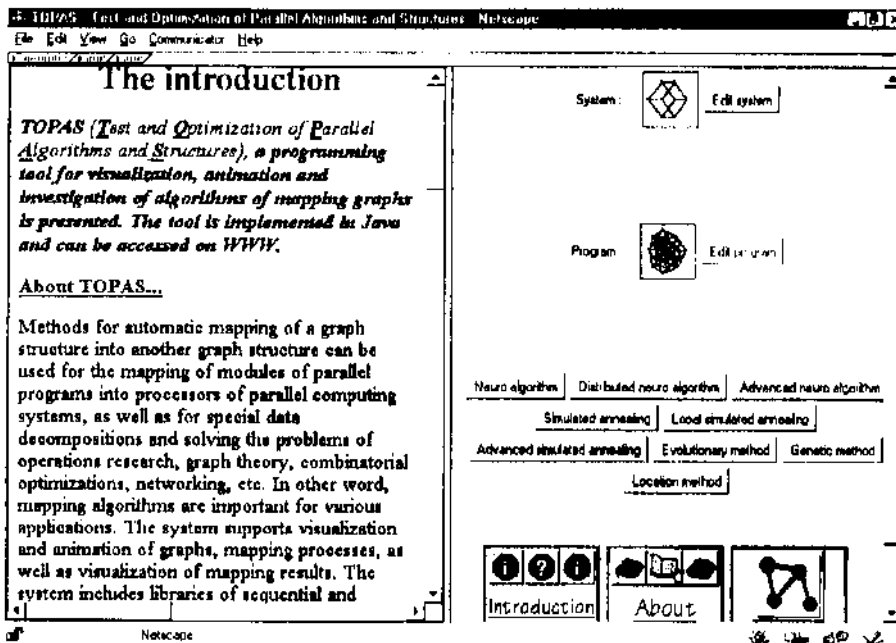 TOPAS Test and Optimization of Parallel Algorithms and Structures - Netscape
File Edit View Go Communicator Help
The introduction
TOPAS (Test and Optimization of Parallel
Algorithms and Structures), a programming
tool for visualization, animation and
investigation of algorithms of mapping graphs
is presented. The tool is implemented in Java
and can be accessed on WWW.
About TOPAS...
Methods for automatic mapping of a graph
structure into another graph structure can be
used for the mapping of modules of parallel
programs into processors of parallel computing
systems, as well as for special data
decompositions and solving the problems of
operations research, graph theory, combinatorial
optimizations, networking, etc. In other word,
mapping algorithms are important for various
applications. The system supports visualization
and animation of graphs, mapping processes, as
well as visualization of mapping results. The
system includes libraries of sequential and
System : Edit system
Program Edit program
Neuro algorithm Distributed neuro algorithm Advanced neuro algorithm
Simulated annealing Local simulated annealing
Advanced simulated annealing Evolutionary method Genetic method
Location method
i ? i
Introduction About
Netscape